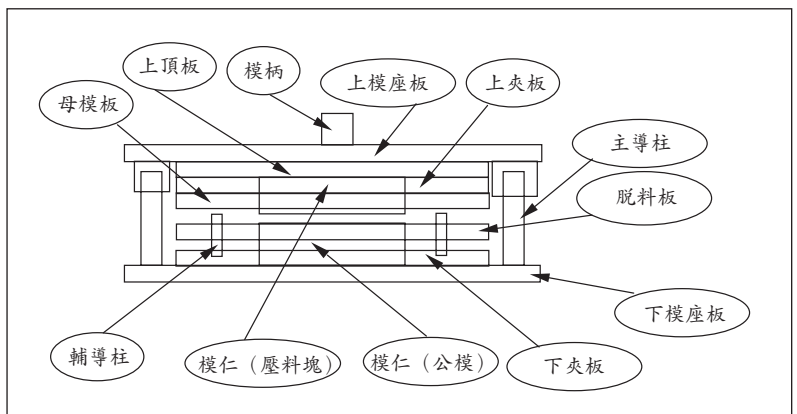 上頂板
模柄
上模座板
上夾板
母模板
主導柱
脱料板
下模座板
輔導柱
模仁（壓料塊）
模仁（公模）
下夾板